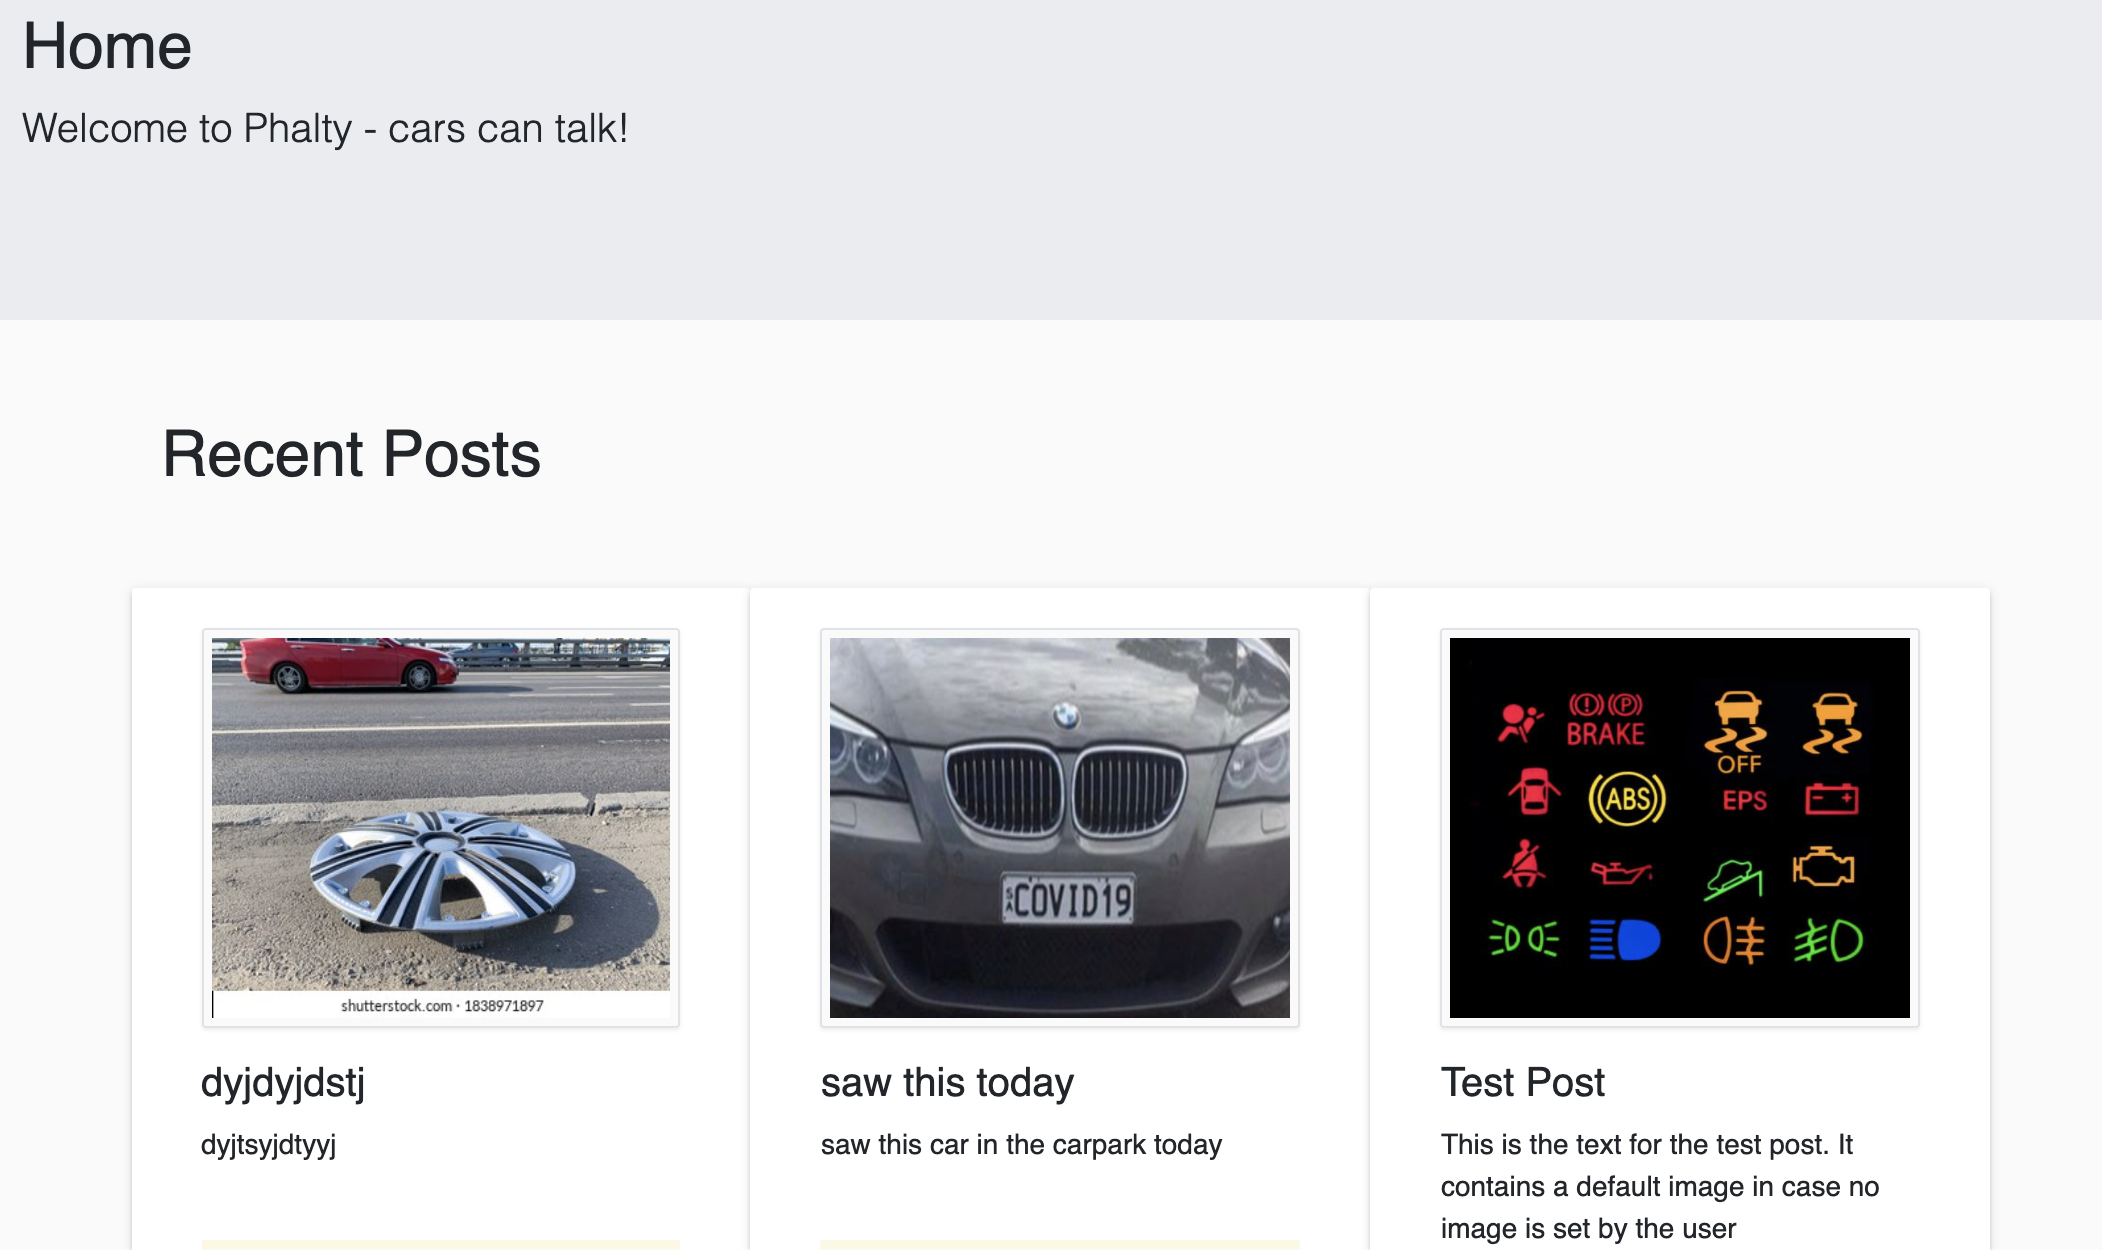 Home
Welcome to Phalty - cars can talk!
Recent Posts
shutterstock.com · 1838971897
dyjdyjdstj
dyjtsyjdtyyj
SA COVID19
saw this today
saw this car in the carpark today
BRAKE
OFF
ABS
EPS
Test Post
This is the text for the test post. It
contains a default image in case no
image is set by the user